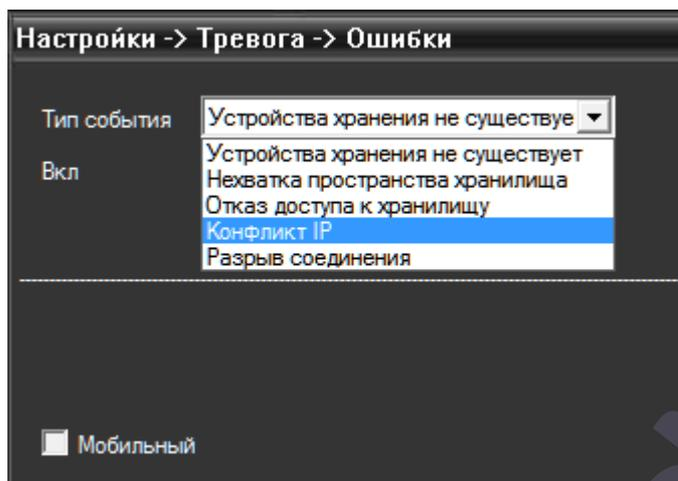 Настройки -> Тревога -> Ошибки
Тип события
Устройства хранения не существуе
Вкл
Устройства хранения не существует
Нехватка пространства хранилища
Отказ доступа к хранилищу
Конфликт IP
Разрыв соединения
Мобильный